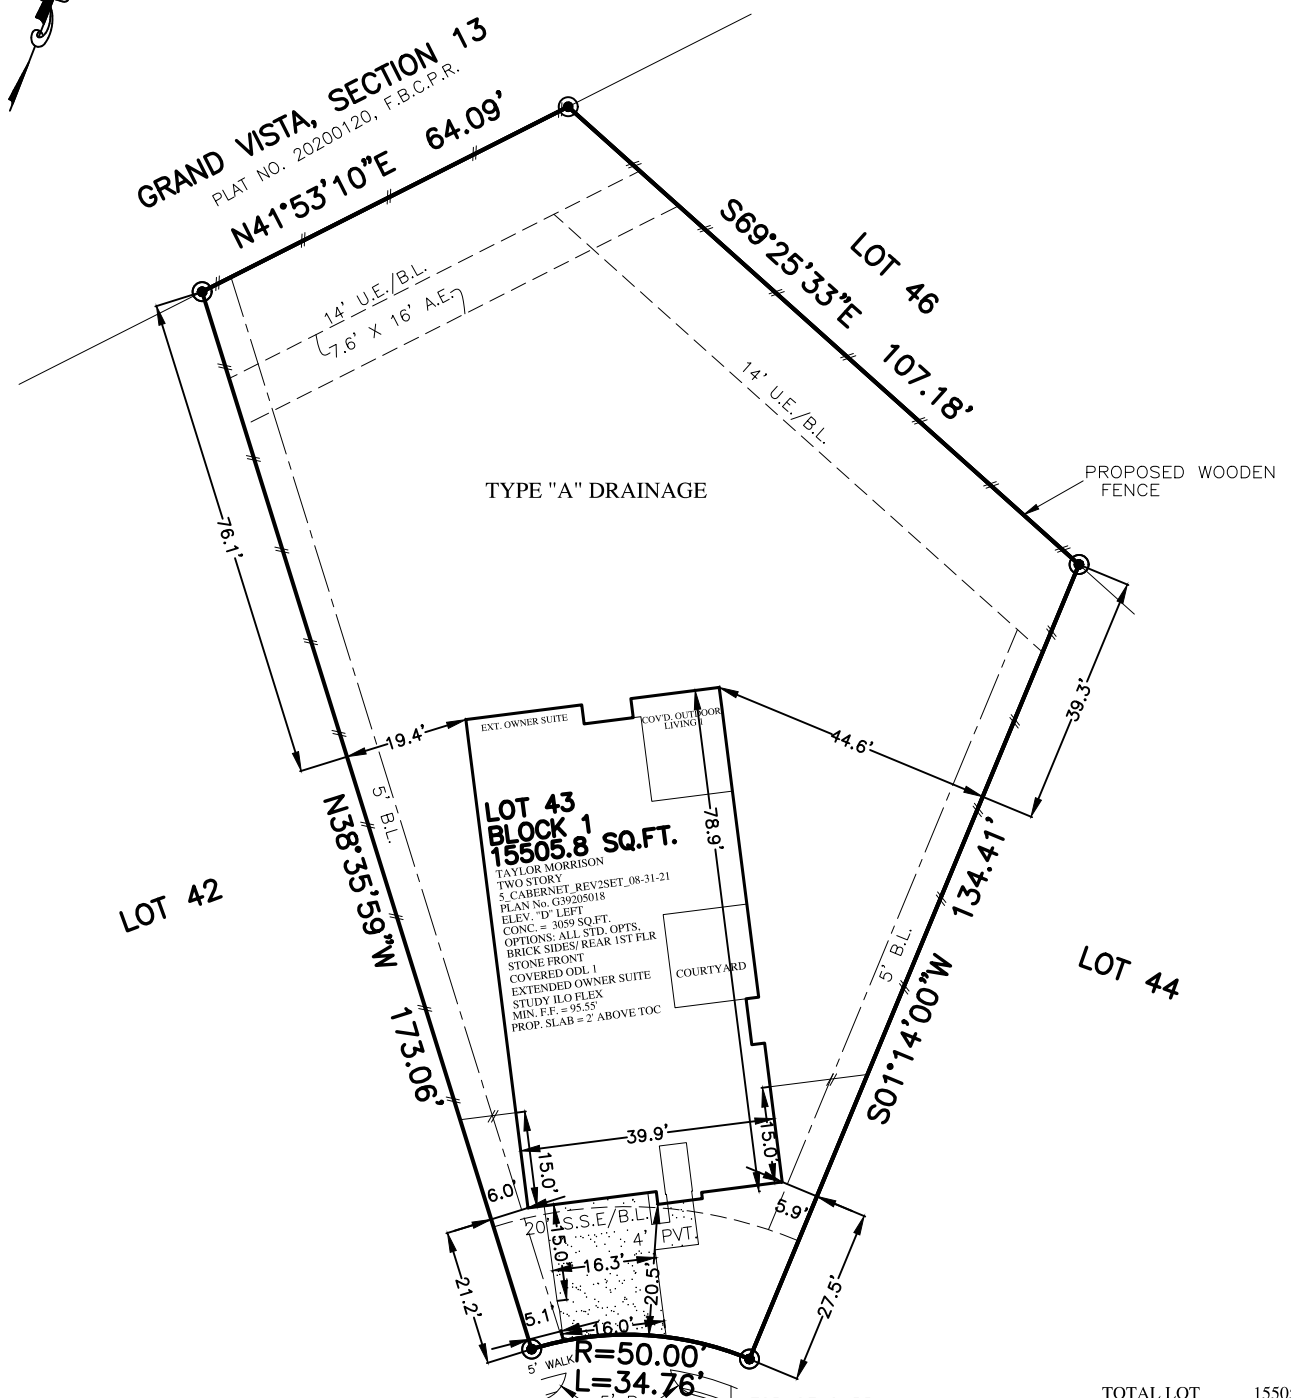 GRAND VISTA, SECTION 13
PLAT NO. 20200120, F.B.C.P.R.
N41°53'10"E 64.09'
S69°25'33"E 107.18'
LOT 46
14' U.E./B.L.
7.6' X 16' A.E.
14' U.E./B.L.
PROPOSED WOODEN
FENCE
TYPE "A" DRAINAGE
76.1'
39.3'
19.4'
44.6'
EXT. OWNER SUITE
COV'D. OUTDOOR
LIVING 1
78.9'
5' B.L.
LOT 43
BLOCK 1
15505.8 SQ.FT.
TAYLOR MORRISON
TWO STORY
5_CABERNET_REV2SET_08-31-21
PLAN No. G39205018
ELEV. "D" LEFT
CONC. = 3059 SQ.FT.
OPTIONS: ALL STD. OPTS,
BRICK SIDES/ REAR 1ST FLR
STONE FRONT
COVERED ODL 1
EXTENDED OWNER SUITE
STUDY ILO FLEX
MIN. F.F. = 95.55'
PROP. SLAB = 2' ABOVE TOC
COURTYARD
LOT 42
N38°35'59"W 173.06'
5' B.L.
S01°14'00"W 134.41'
LOT 44
39.9'
15.0'
15.0'
6.0'
5.9'
20' S.S.E/B.L.
4'
PVT.
15.0'
16.3'
20.5'
21.2'
27.5'
5.1'
16.0'
5' WALK
R=50.00'
L=34.76'
TOTAL LOT